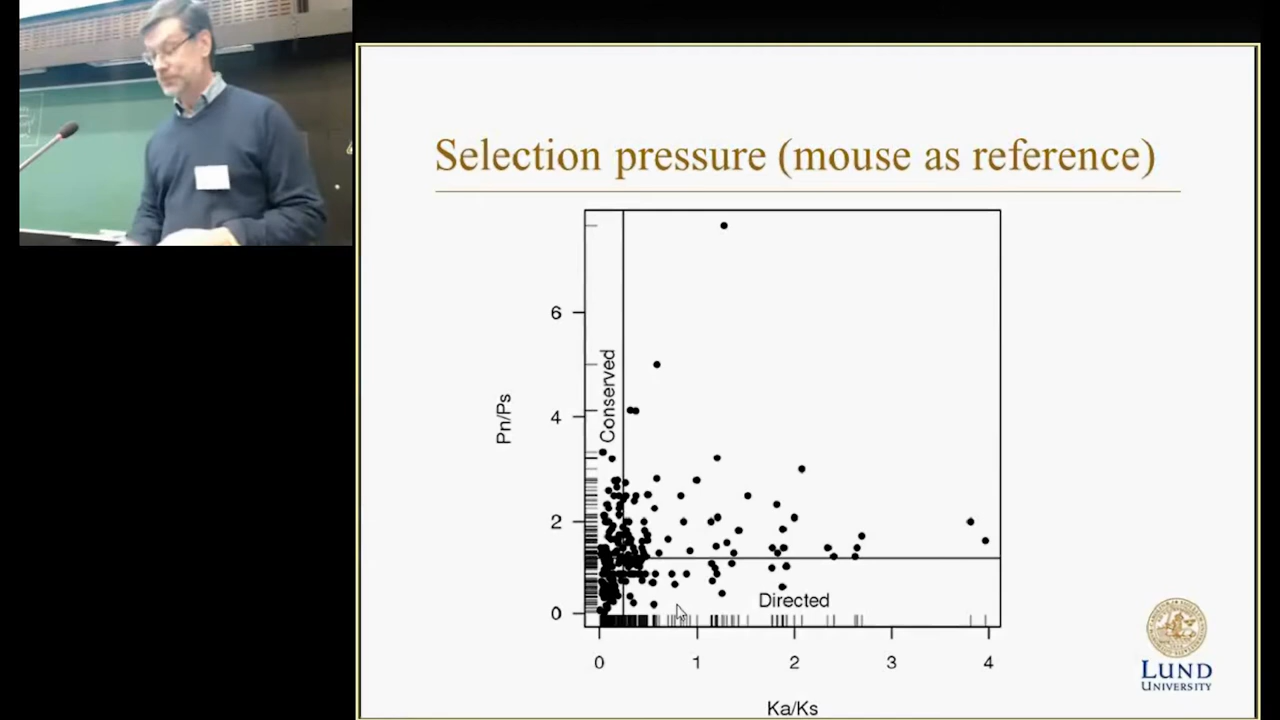 Selection pressure (mouse as reference)
6
4
2
0
Pn/Ps
Conserved
Directed
0 1 2 3 4
Ka/Ks
LUND
UNIVERSITY